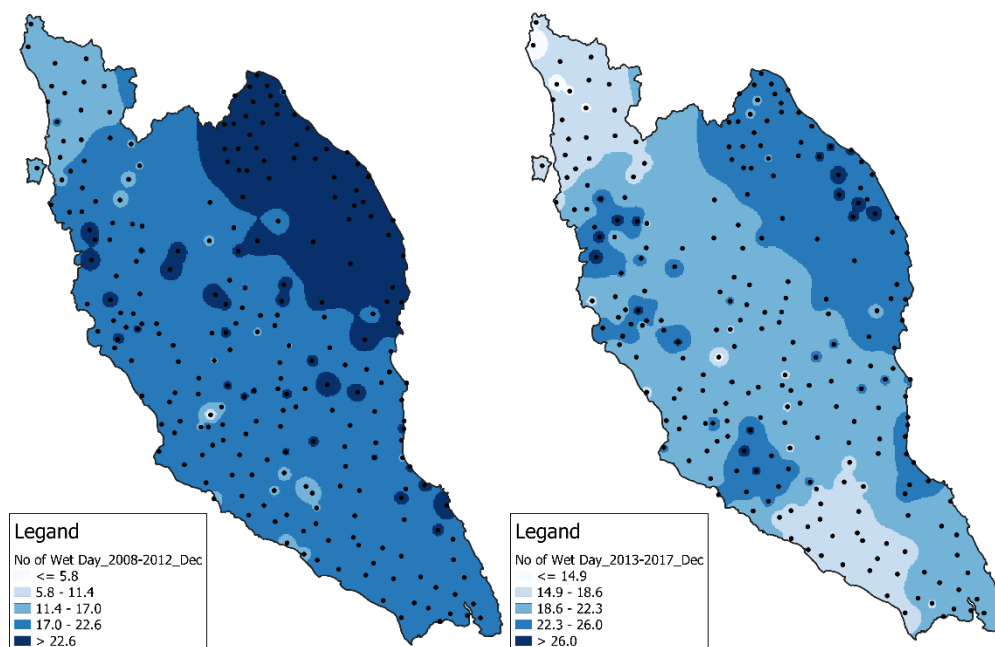 Legand
No of Wet Day_2008-2012_Dec
<= 5.8
5.8 - 11.4
11.4 - 17.0
17.0 - 22.6
> 22.6
Legand
No of Wet Day_2013-2017_Dec
<= 14.9
14.9 - 18.6
18.6 - 22.3
22.3 - 26.0
> 26.0